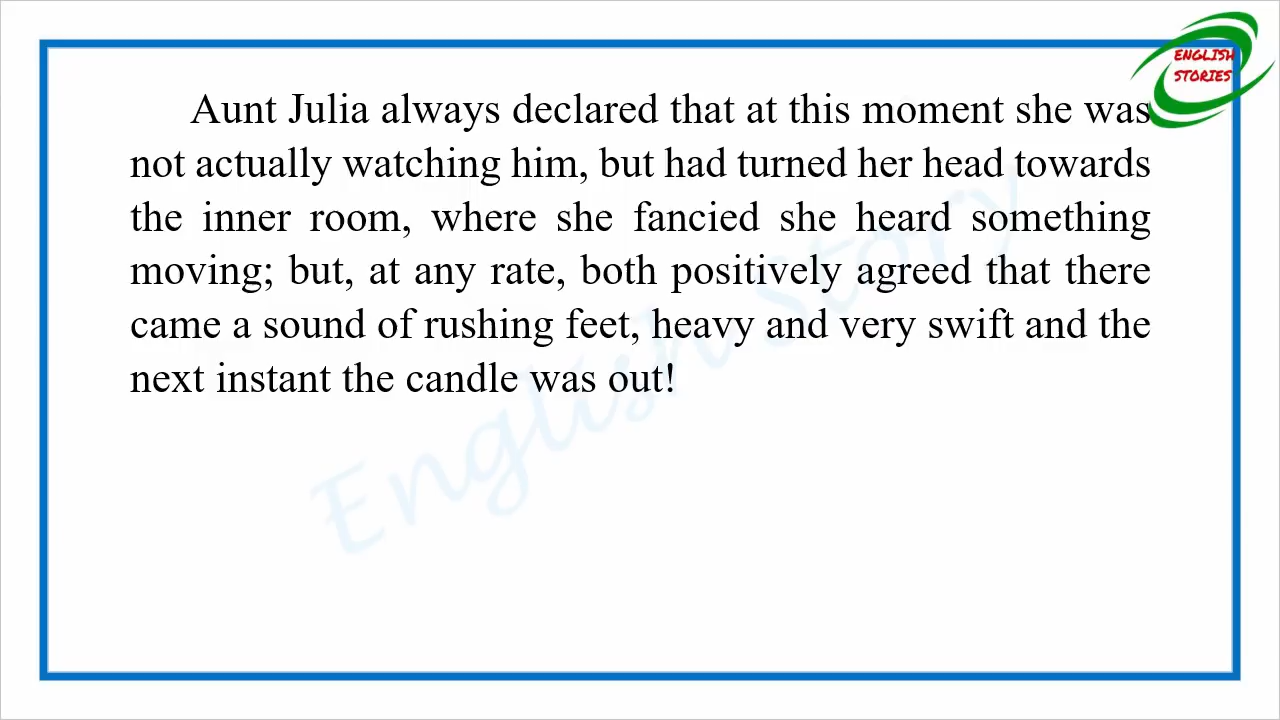 ENGLISH
STORIES
Aunt Julia always declared that at this moment she was
not actually watching him, but had turned her head towards
the inner room, where she fancied she heard something
moving; but, at any rate, both positively agreed that there
came a sound of rushing feet, heavy and very swift and the
next instant the candle was out!
English Story